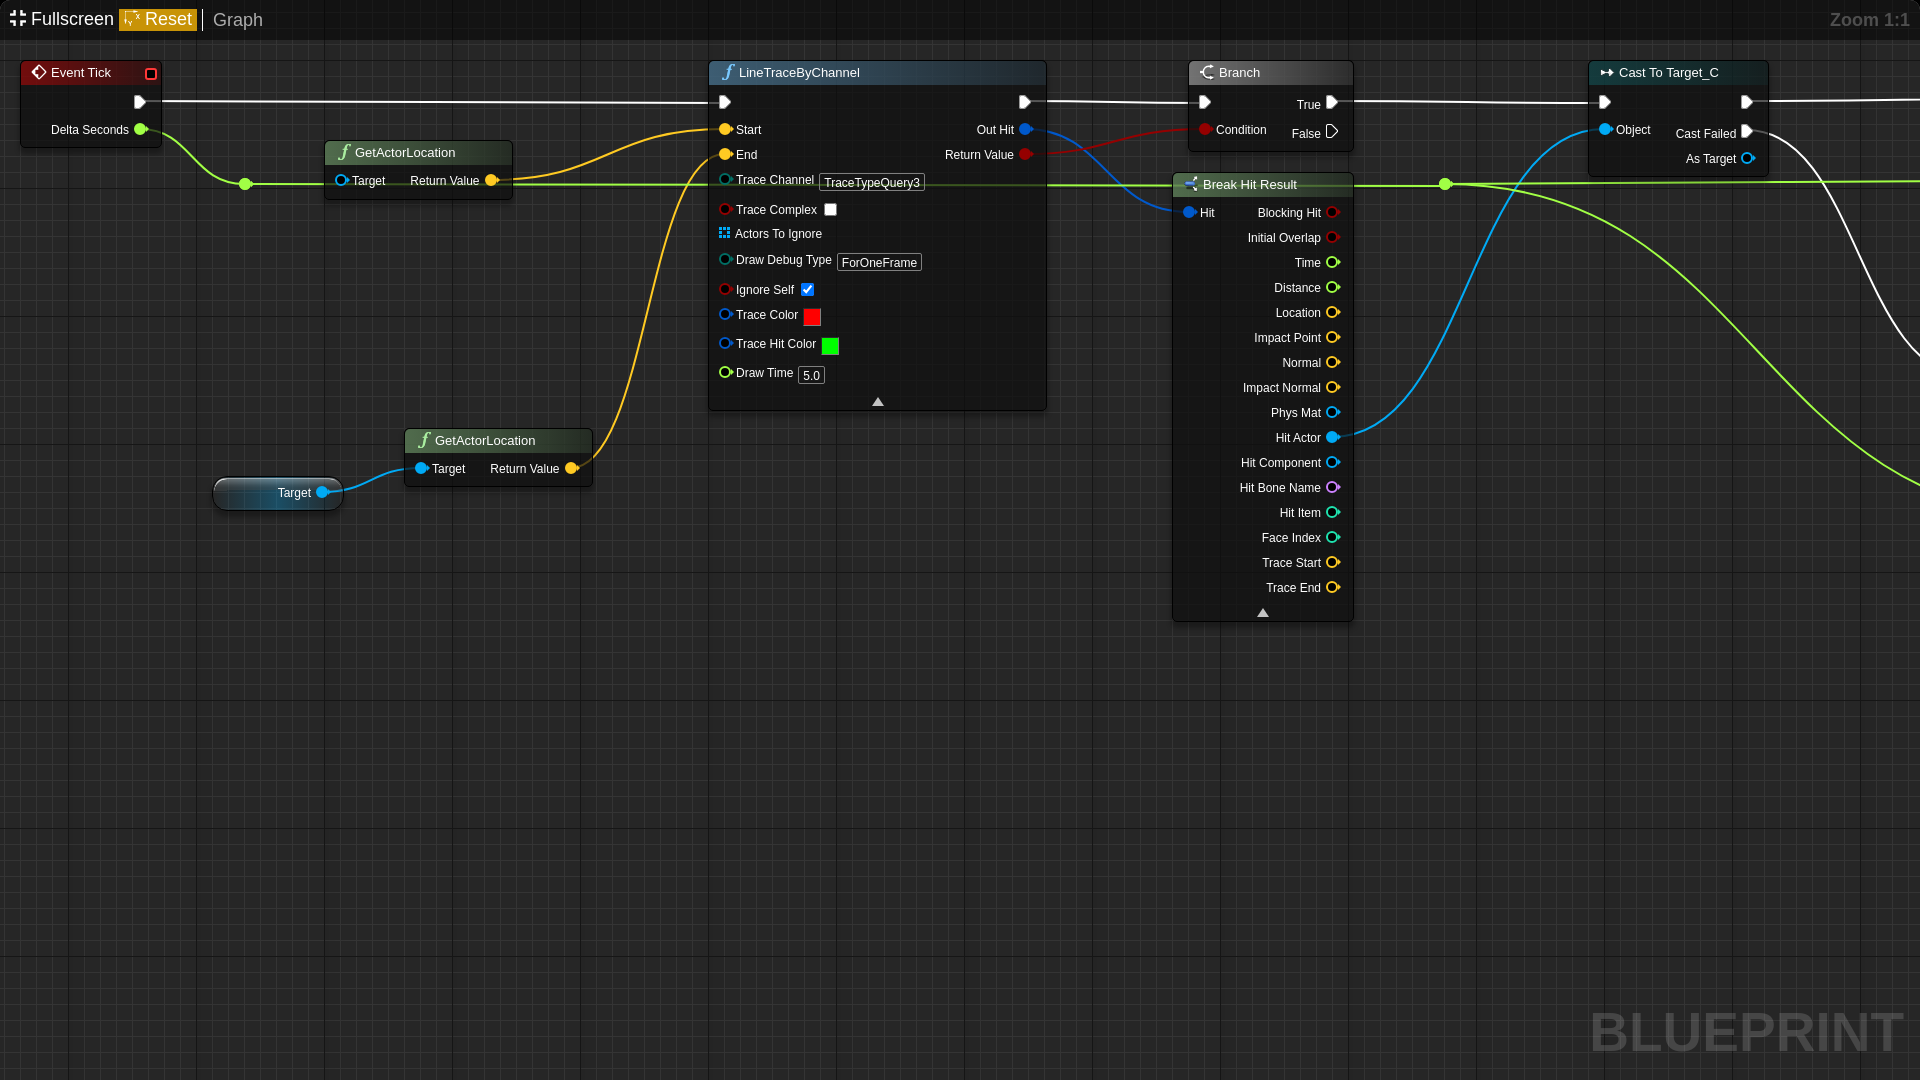 Fullscreen Reset Graph
Zoom 1:1
Event Tick
Delta Seconds
GetActorLocation
Target Return Value
GetActorLocation
Target Return Value
Target
LineTraceByChannel
Start Out Hit
End Return Value
Trace Channel TraceTypeQuery3
Trace Complex
Actors To Ignore
Draw Debug Type ForOneFrame
Ignore Self
Trace Color
Trace Hit Color
Draw Time 5.0
Branch
True
Condition False
Break Hit Result
Hit Blocking Hit
Initial Overlap
Time
Distance
Location
Impact Point
Normal
Impact Normal
Phys Mat
Hit Actor
Hit Component
Hit Bone Name
Hit Item
Face Index
Trace Start
Trace End
Cast To Target_C
Object Cast Failed
As Target
BLUEPRINT